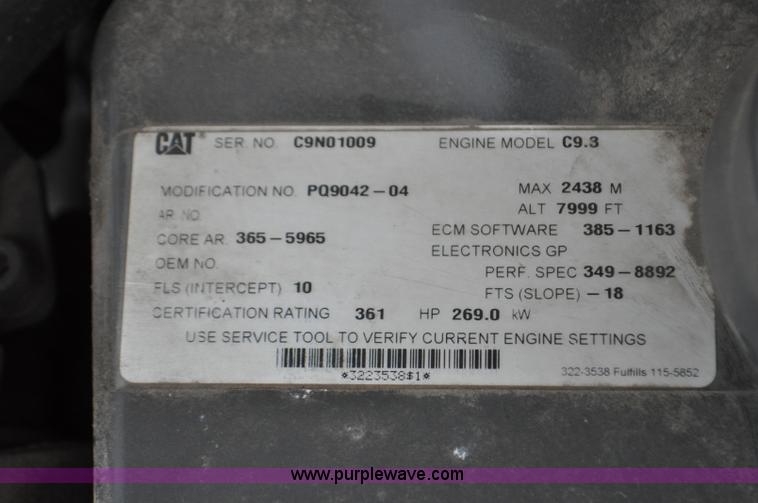 CAT® SER. NO. C9N01009 ENGINE MODEL C9.3
MODIFICATION NO. PQ9042-04 MAX 2438 M
AR. NO. ALT 7999 FT
CORE AR. 365-5965 ECM SOFTWARE 385-1163
OEM NO. ELECTRONICS GP
PERF. SPEC 349-8892
FLS (INTERCEPT) 10 FTS (SLOPE) -18
CERTIFICATION RATING 361 HP 269.0 kW
USE SERVICE TOOL TO VERIFY CURRENT ENGINE SETTINGS
*3223538$1*
322-3538 Fulfills 115-5852
www.purplewave.com